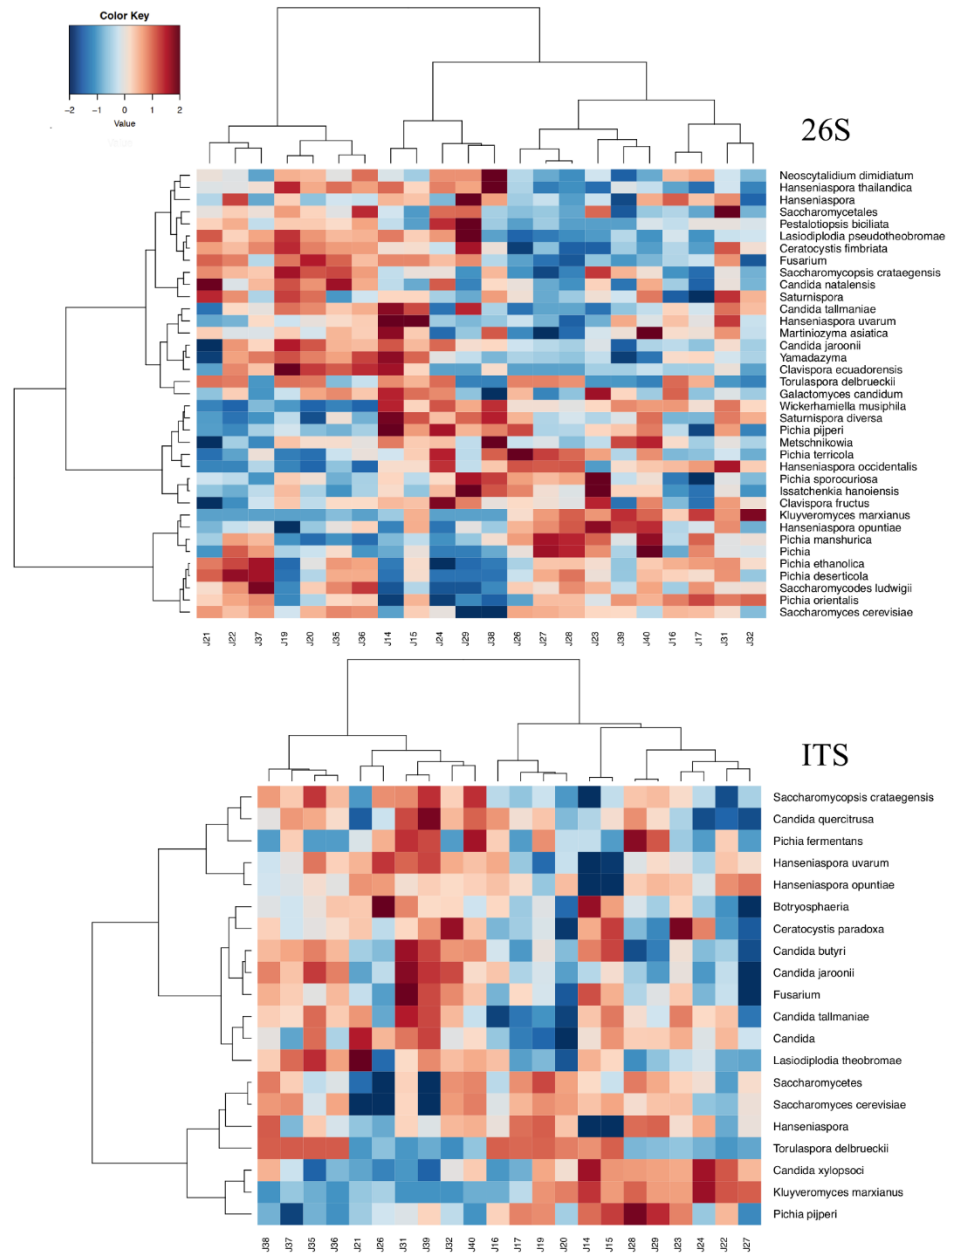 Color Key
−2 −1 0 1 2
Value
26S
Neoscytalidium dimidiatum
Hanseniaspora thailandica
Hanseniaspora
Saccharomycetales
Pestalotiopsis biciliata
Lasiodiplodia pseudotheobromae
Ceratocystis fimbriata
Fusarium
Saccharomycopsis crataegensis
Candida natalensis
Saturnispora
Candida tallmaniae
Hanseniaspora uvarum
Martiniozyma asiatica
Candida jaroonii
Yamadazyma
Clavispora ecuadorensis
Torulaspora delbrueckii
Galactomyces candidum
Wickerhamiella musiphila
Saturnispora diversa
Pichia pijperi
Metschnikowia
Pichia terricola
Hanseniaspora occidentalis
Pichia sporocuriosa
Issatchenkia hanoiensis
Clavispora fructus
Kluyveromyces marxianus
Hanseniaspora opuntiae
Pichia manshurica
Pichia
Pichia ethanolica
Pichia deserticola
Saccharomycodes ludwigii
Pichia orientalis
Saccharomyces cerevisiae
J21 J22 J37 J19 J20 J35 J36 J14 J15 J24 J29 J38 J26 J27 J28 J23 J39 J40 J16 J17 J31 J32
ITS
Saccharomycopsis crataegensis
Candida quercitrusa
Pichia fermentans
Hanseniaspora uvarum
Hanseniaspora opuntiae
Botryosphaeria
Ceratocystis paradoxa
Candida butyri
Candida jaroonii
Fusarium
Candida tallmaniae
Candida
Lasiodiplodia theobromae
Saccharomycetes
Saccharomyces cerevisiae
Hanseniaspora
Torulaspora delbrueckii
Candida xylopsoci
Kluyveromyces marxianus
Pichia pijperi
J38 J37 J35 J36 J21 J26 J31 J39 J32 J40 J16 J17 J19 J20 J14 J15 J28 J29 J23 J24 J22 J27